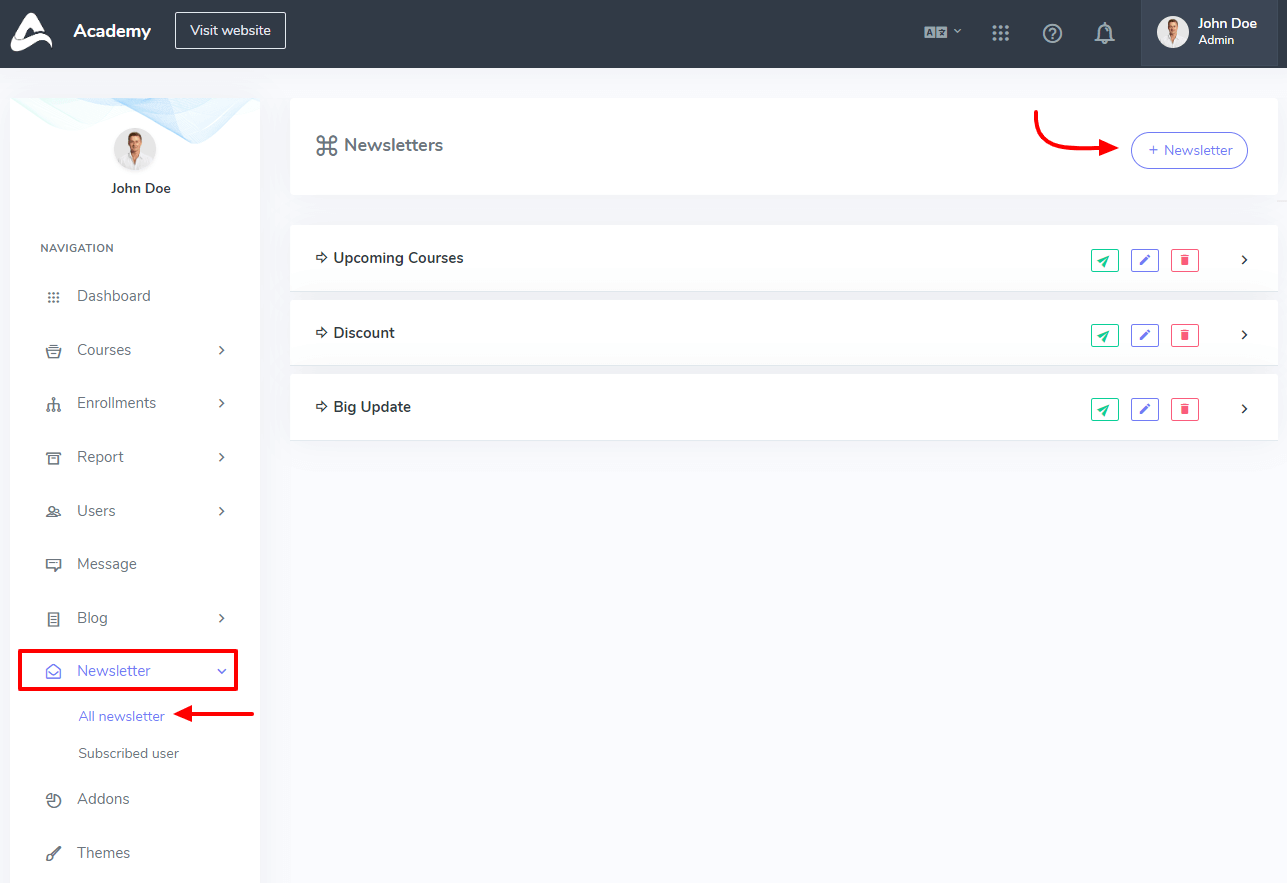 Academy
Visit website
John Doe
Admin
John Doe
NAVIGATION
Dashboard
Courses
Enrollments
Report
Users
Message
Blog
Newsletter
All newsletter
Subscribed user
Addons
Themes
Newsletters
+ Newsletter
Upcoming Courses
Discount
Big Update